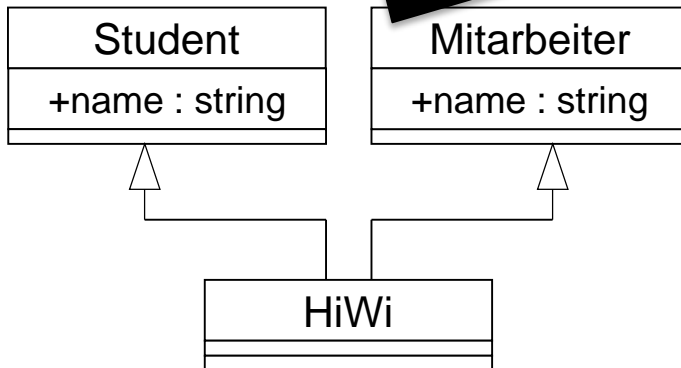 Student
+name : string
Mitarbeiter
+name : string
HiWi